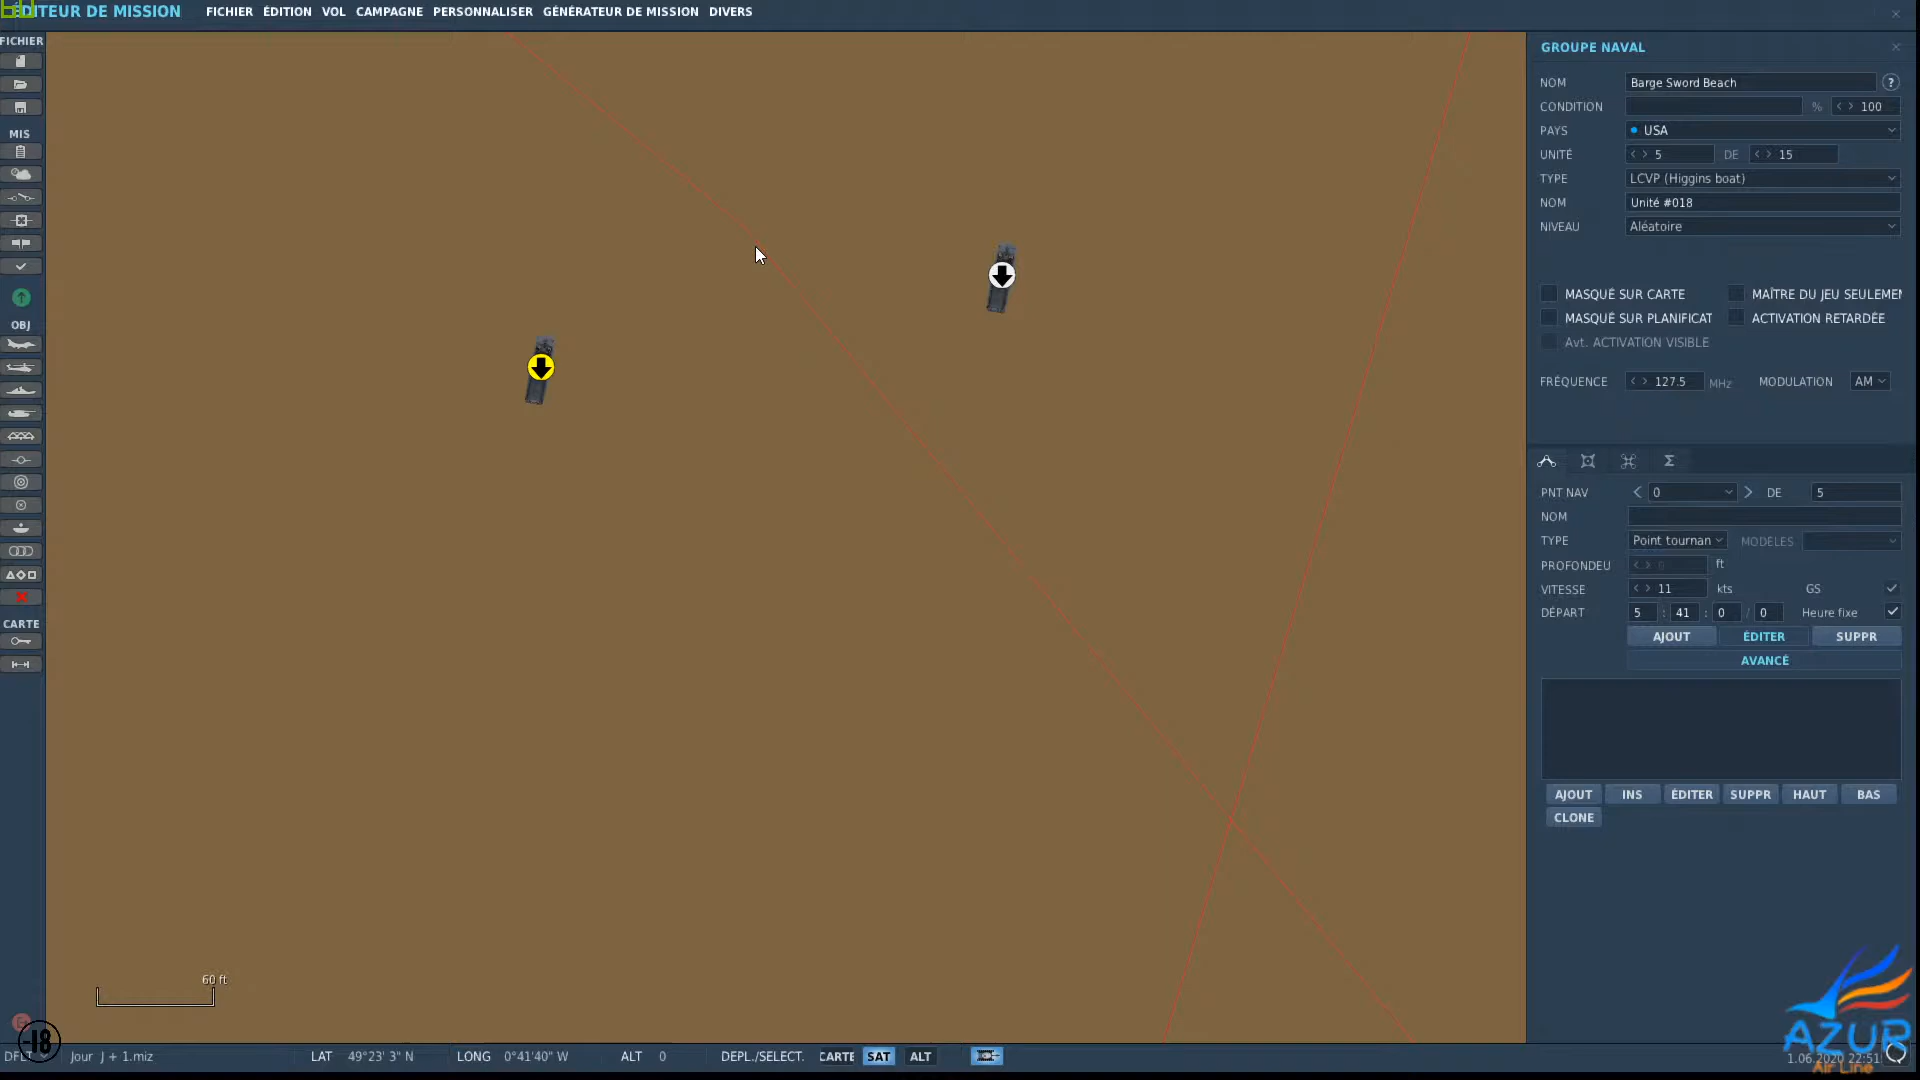 ÉDITEUR DE MISSION FICHIER ÉDITION VOL CAMPAGNE PERSONNALISER GÉNÉRATEUR DE MISSION DIVERS
FICHIER
MIS
OBJ
CARTE
GROUPE NAVAL
NOM Barge Sword Beach ?
CONDITION % 100
PAYS USA
UNITÉ 5 DE 15
TYPE LCVP (Higgins boat)
NOM Unité #018
NIVEAU Aléatoire
MASQUÉ SUR CARTE MAÎTRE DU JEU SEULEMEN
MASQUÉ SUR PLANIFICAT ACTIVATION RETARDÉE
Avt. ACTIVATION VISIBLE
FRÉQUENCE 127.5 MHz MODULATION AM
PNT NAV 0 DE 5
NOM
TYPE Point tournan MODÈLES
PROFONDEU 0 ft
VITESSE 11 kts GS
DÉPART 5 : 41 : 0 / 0 Heure fixe
AJOUT ÉDITER SUPPR
AVANCÉ
AJOUT INS ÉDITER SUPPR HAUT BAS
CLONE
60 ft
-18
Jour J + 1.miz LAT 49°23' 3" N LONG 0°41'40" W ALT 0 DEPL./SELECT. CARTE SAT ALT
1.06.2020 22:51
AZUR
Air Line